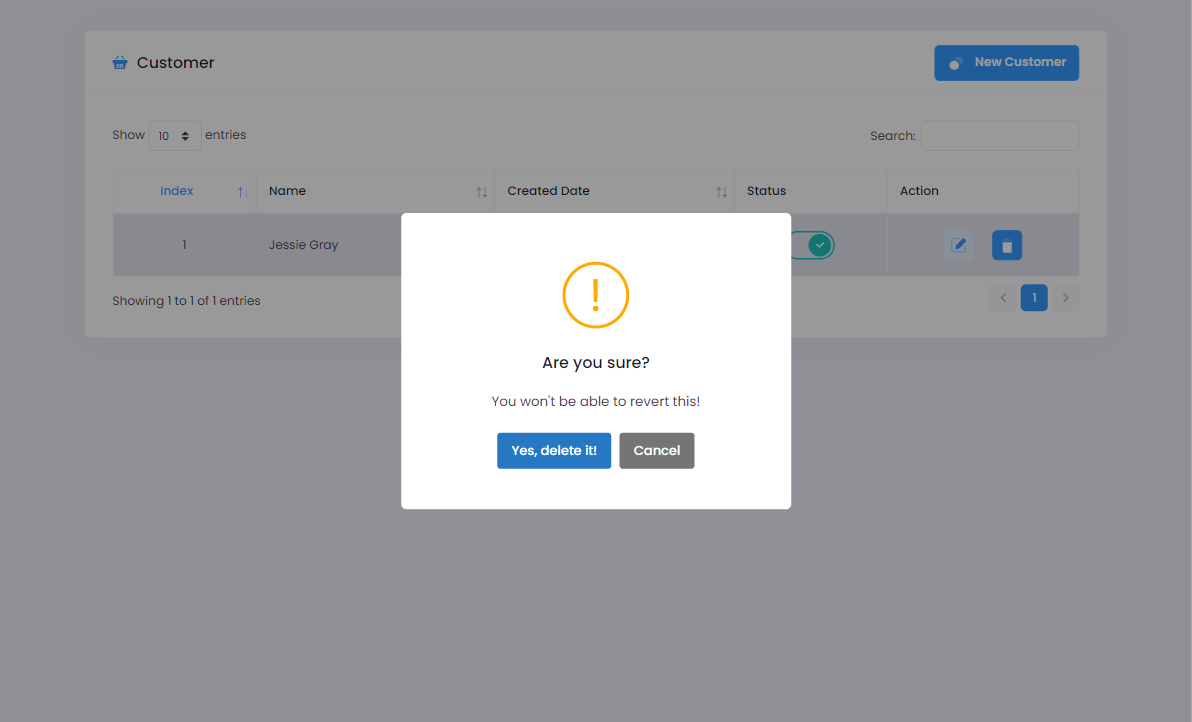 Customer
New Customer
Show 10 entries
Search:
Index Name Created Date Status Action
1 Jessie Gray
Showing 1 to 1 of 1 entries
1
!
Are you sure?
You won't be able to revert this!
Yes, delete it! Cancel